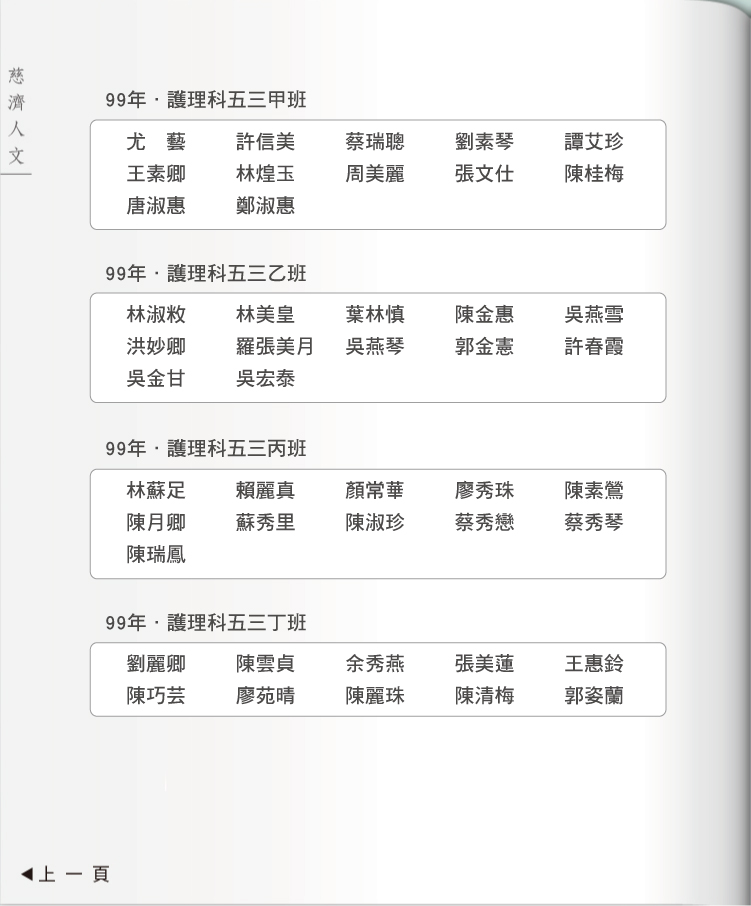 慈濟人文
99年・護理科五三甲班
尤　藝 許信美 蔡瑞聰 劉素琴 譚艾珍
王素卿 林煌玉 周美麗 張文仕 陳桂梅
唐淑惠 鄭淑惠
99年・護理科五三乙班
林淑敉 林美皇 葉林慎 陳金惠 吳燕雪
洪妙卿 羅張美月 吳燕琴 郭金憲 許春霞
吳金甘 吳宏泰
99年・護理科五三丙班
林蘇足 賴麗真 顏常華 廖秀珠 陳素鶯
陳月卿 蘇秀里 陳淑珍 蔡秀戀 蔡秀琴
陳瑞鳳
99年・護理科五三丁班
劉麗卿 陳雲貞 余秀燕 張美蓮 王惠鈴
陳巧芸 廖苑晴 陳麗珠 陳清梅 郭姿蘭
◀上一頁